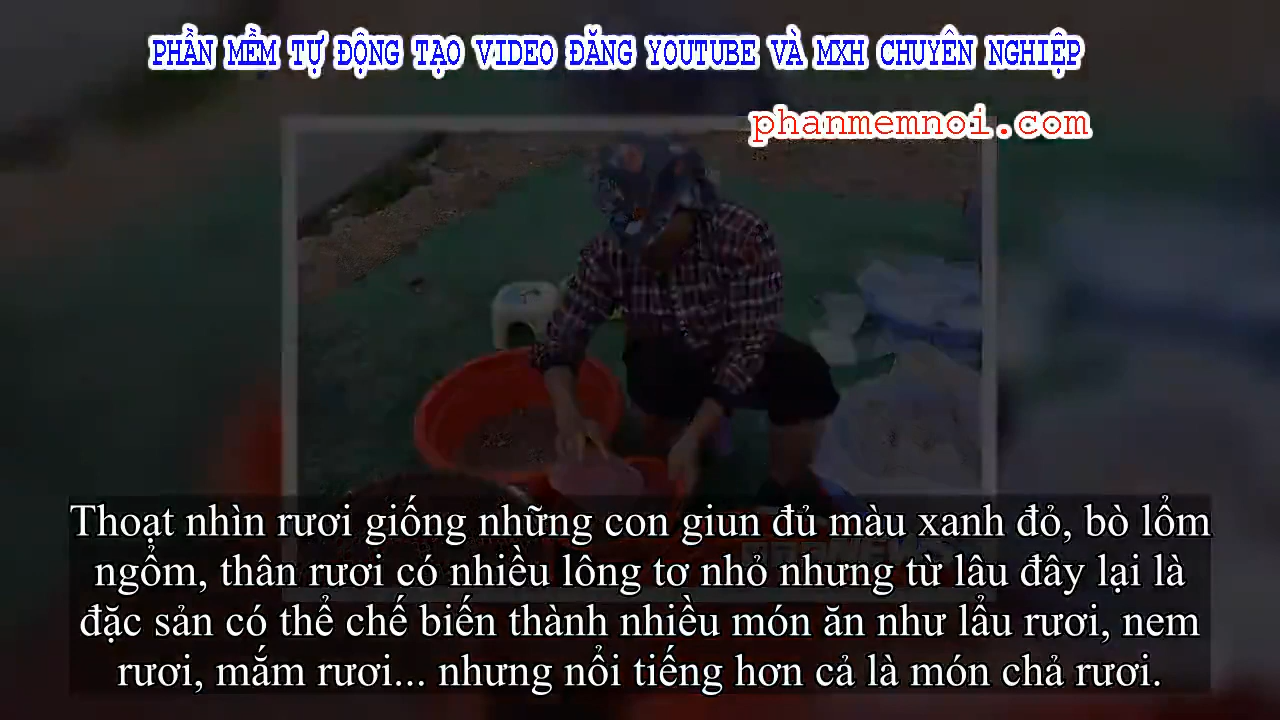 PHẦN MỀM TỰ ĐỘNG TẠO VIDEO ĐĂNG YOUTUBE VÀ MXH CHUYÊN NGHIỆP
phanmemnoi.com
Thoạt nhìn rươi giống những con giun đủ màu xanh đỏ, bò lổm
ngổm, thân rươi có nhiều lông tơ nhỏ nhưng từ lâu đây lại là
đặc sản có thể chế biến thành nhiều món ăn như lẩu rươi, nem
rươi, mắm rươi... nhưng nổi tiếng hơn cả là món chả rươi.